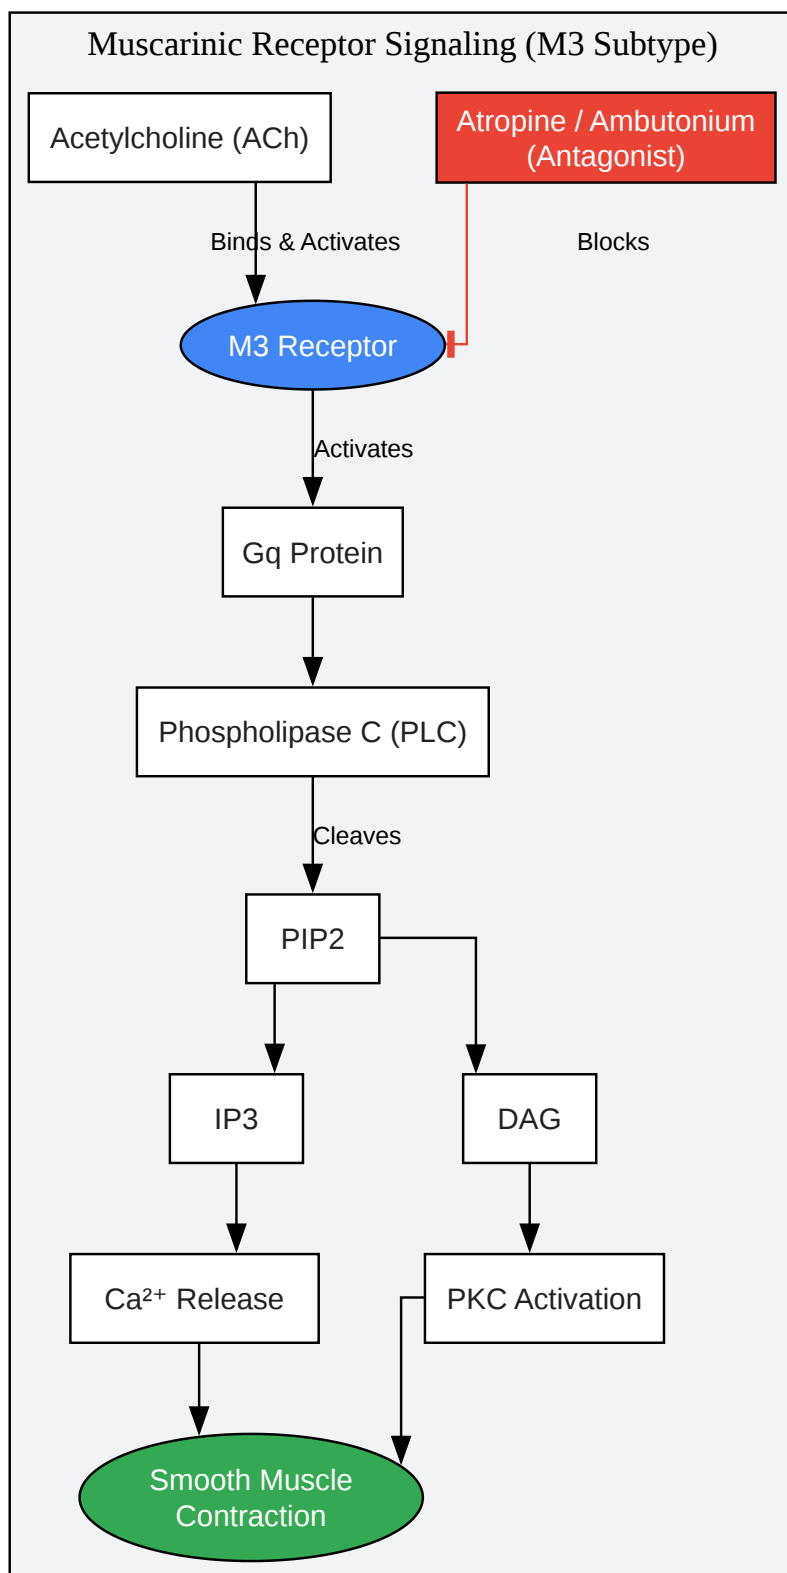 Muscarinic Receptor Signaling (M3 Subtype)
Acetylcholine (ACh)
Atropine / Ambutonium
(Antagonist)
Binds & Activates
Blocks
M3 Receptor
Activates
Gq Protein
Phospholipase C (PLC)
Cleaves
PIP2
IP3
DAG
Ca²⁺ Release
PKC Activation
Smooth Muscle
Contraction